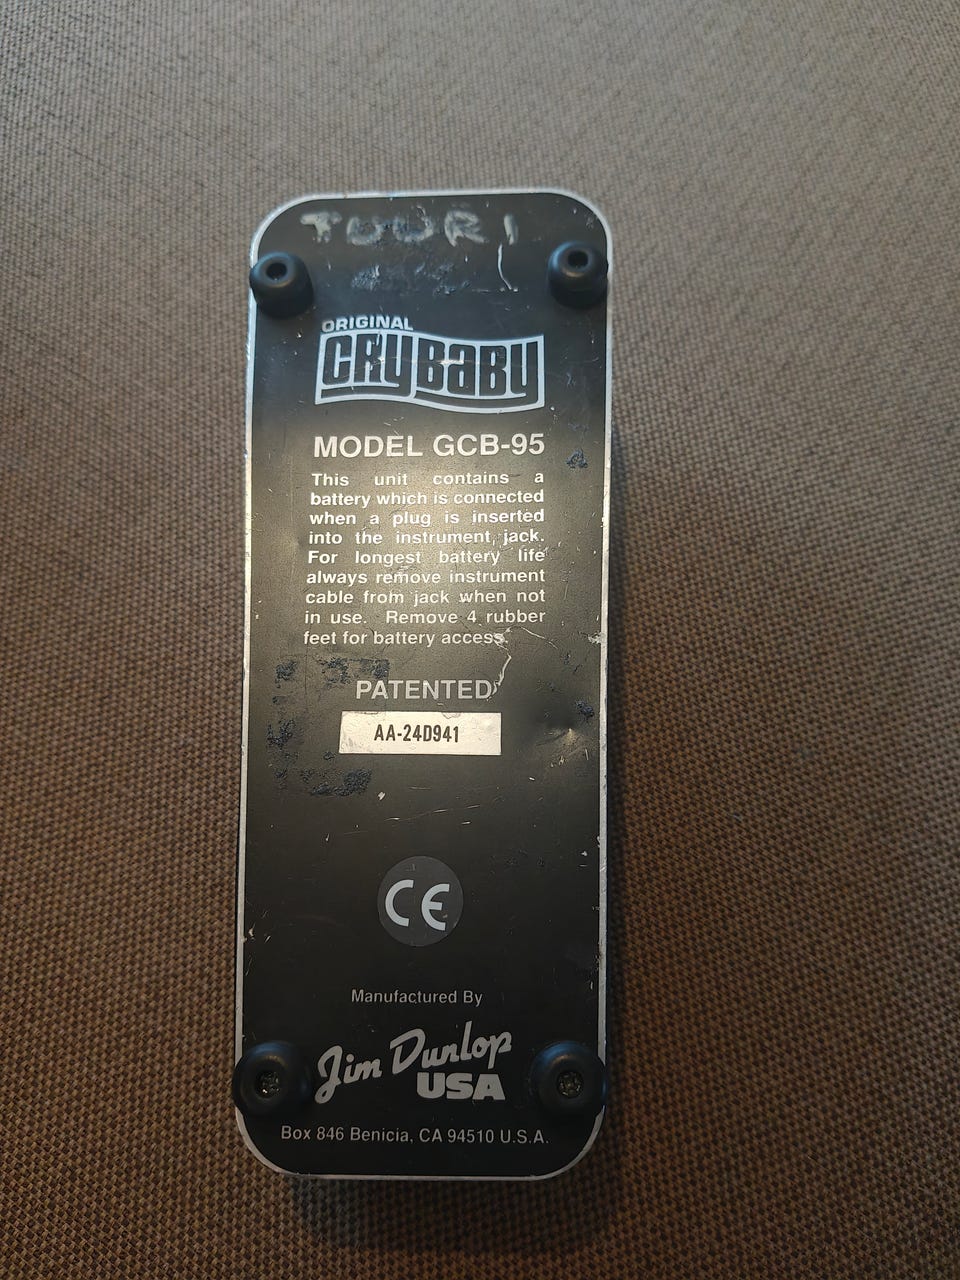 TUURI
ORIGINAL
CRYBABY
MODEL GCB-95
This unit contains a
battery which is connected
when a plug is inserted
into the instrument jack.
For longest battery life
always remove instrument
cable from jack when not
in use. Remove 4 rubber
feet for battery access.
PATENTED
AA-24D941
CE
Manufactured By
Jim Dunlop
USA
Box 846 Benicia, CA 94510 U.S.A.